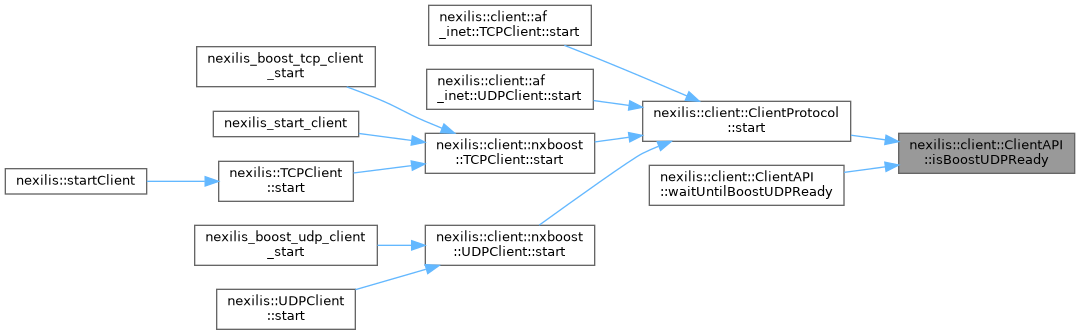 nexilis::client::af
_inet::TCPClient::start
nexilis_boost_tcp_client
_start
nexilis::client::af
_inet::UDPClient::start
nexilis_start_client
nexilis::client::ClientProtocol
::start
nexilis::client::nxboost
::TCPClient::start
nexilis::client::ClientAPI
::isBoostUDPReady
nexilis::startClient
nexilis::TCPClient
::start
nexilis::client::ClientAPI
::waitUntilBoostUDPReady
nexilis_boost_udp_client
_start
nexilis::client::nxboost
::UDPClient::start
nexilis::UDPClient
::start